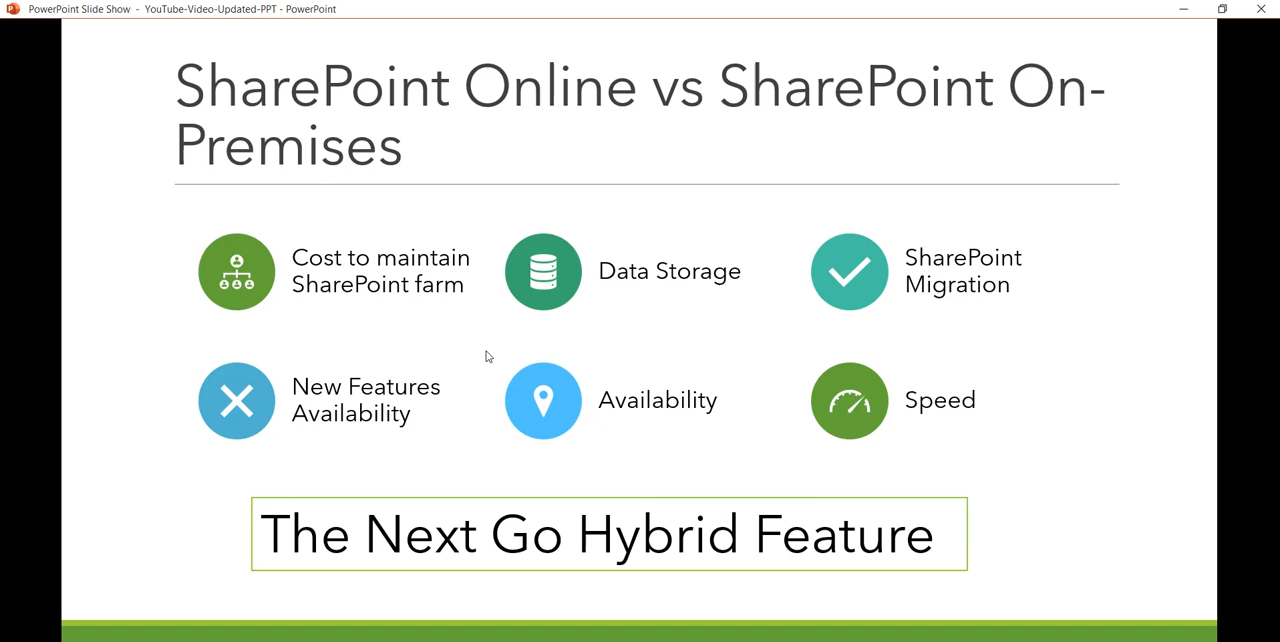 PowerPoint Slide Show - YouTube-Video-Updated-PPT - PowerPoint
SharePoint Online vs SharePoint On-
Premises
Cost to maintain
SharePoint farm
Data Storage
SharePoint
Migration
New Features
Availability
Availability
Speed
The Next Go Hybrid Feature